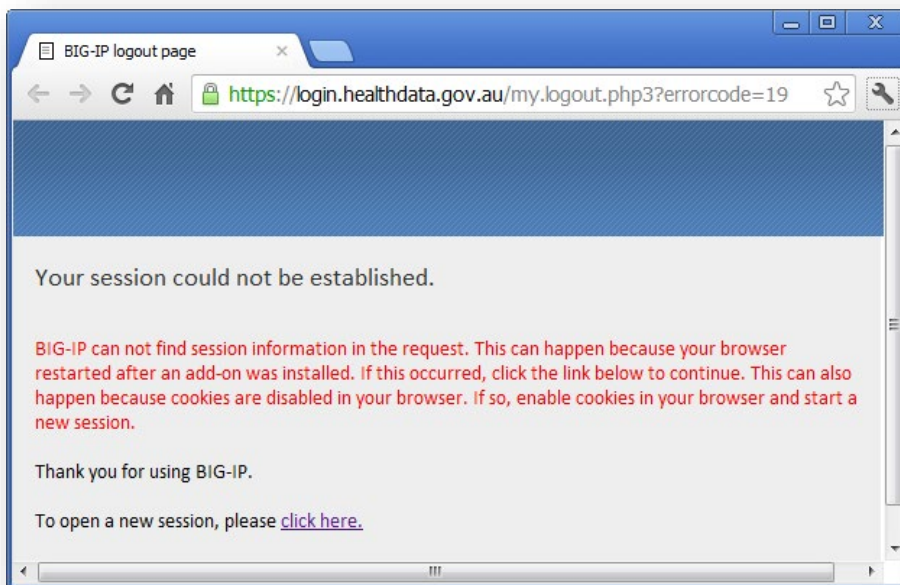 BIG-IP logout page
https://login.healthdata.gov.au/my.logout.php3?errorcode=19
Your session could not be established.
BIG-IP can not find session information in the request. This can happen because your browser
restarted after an add-on was installed. If this occurred, click the link below to continue. This can also
happen because cookies are disabled in your browser. If so, enable cookies in your browser and start a
new session.
Thank you for using BIG-IP.
To open a new session, please click here.